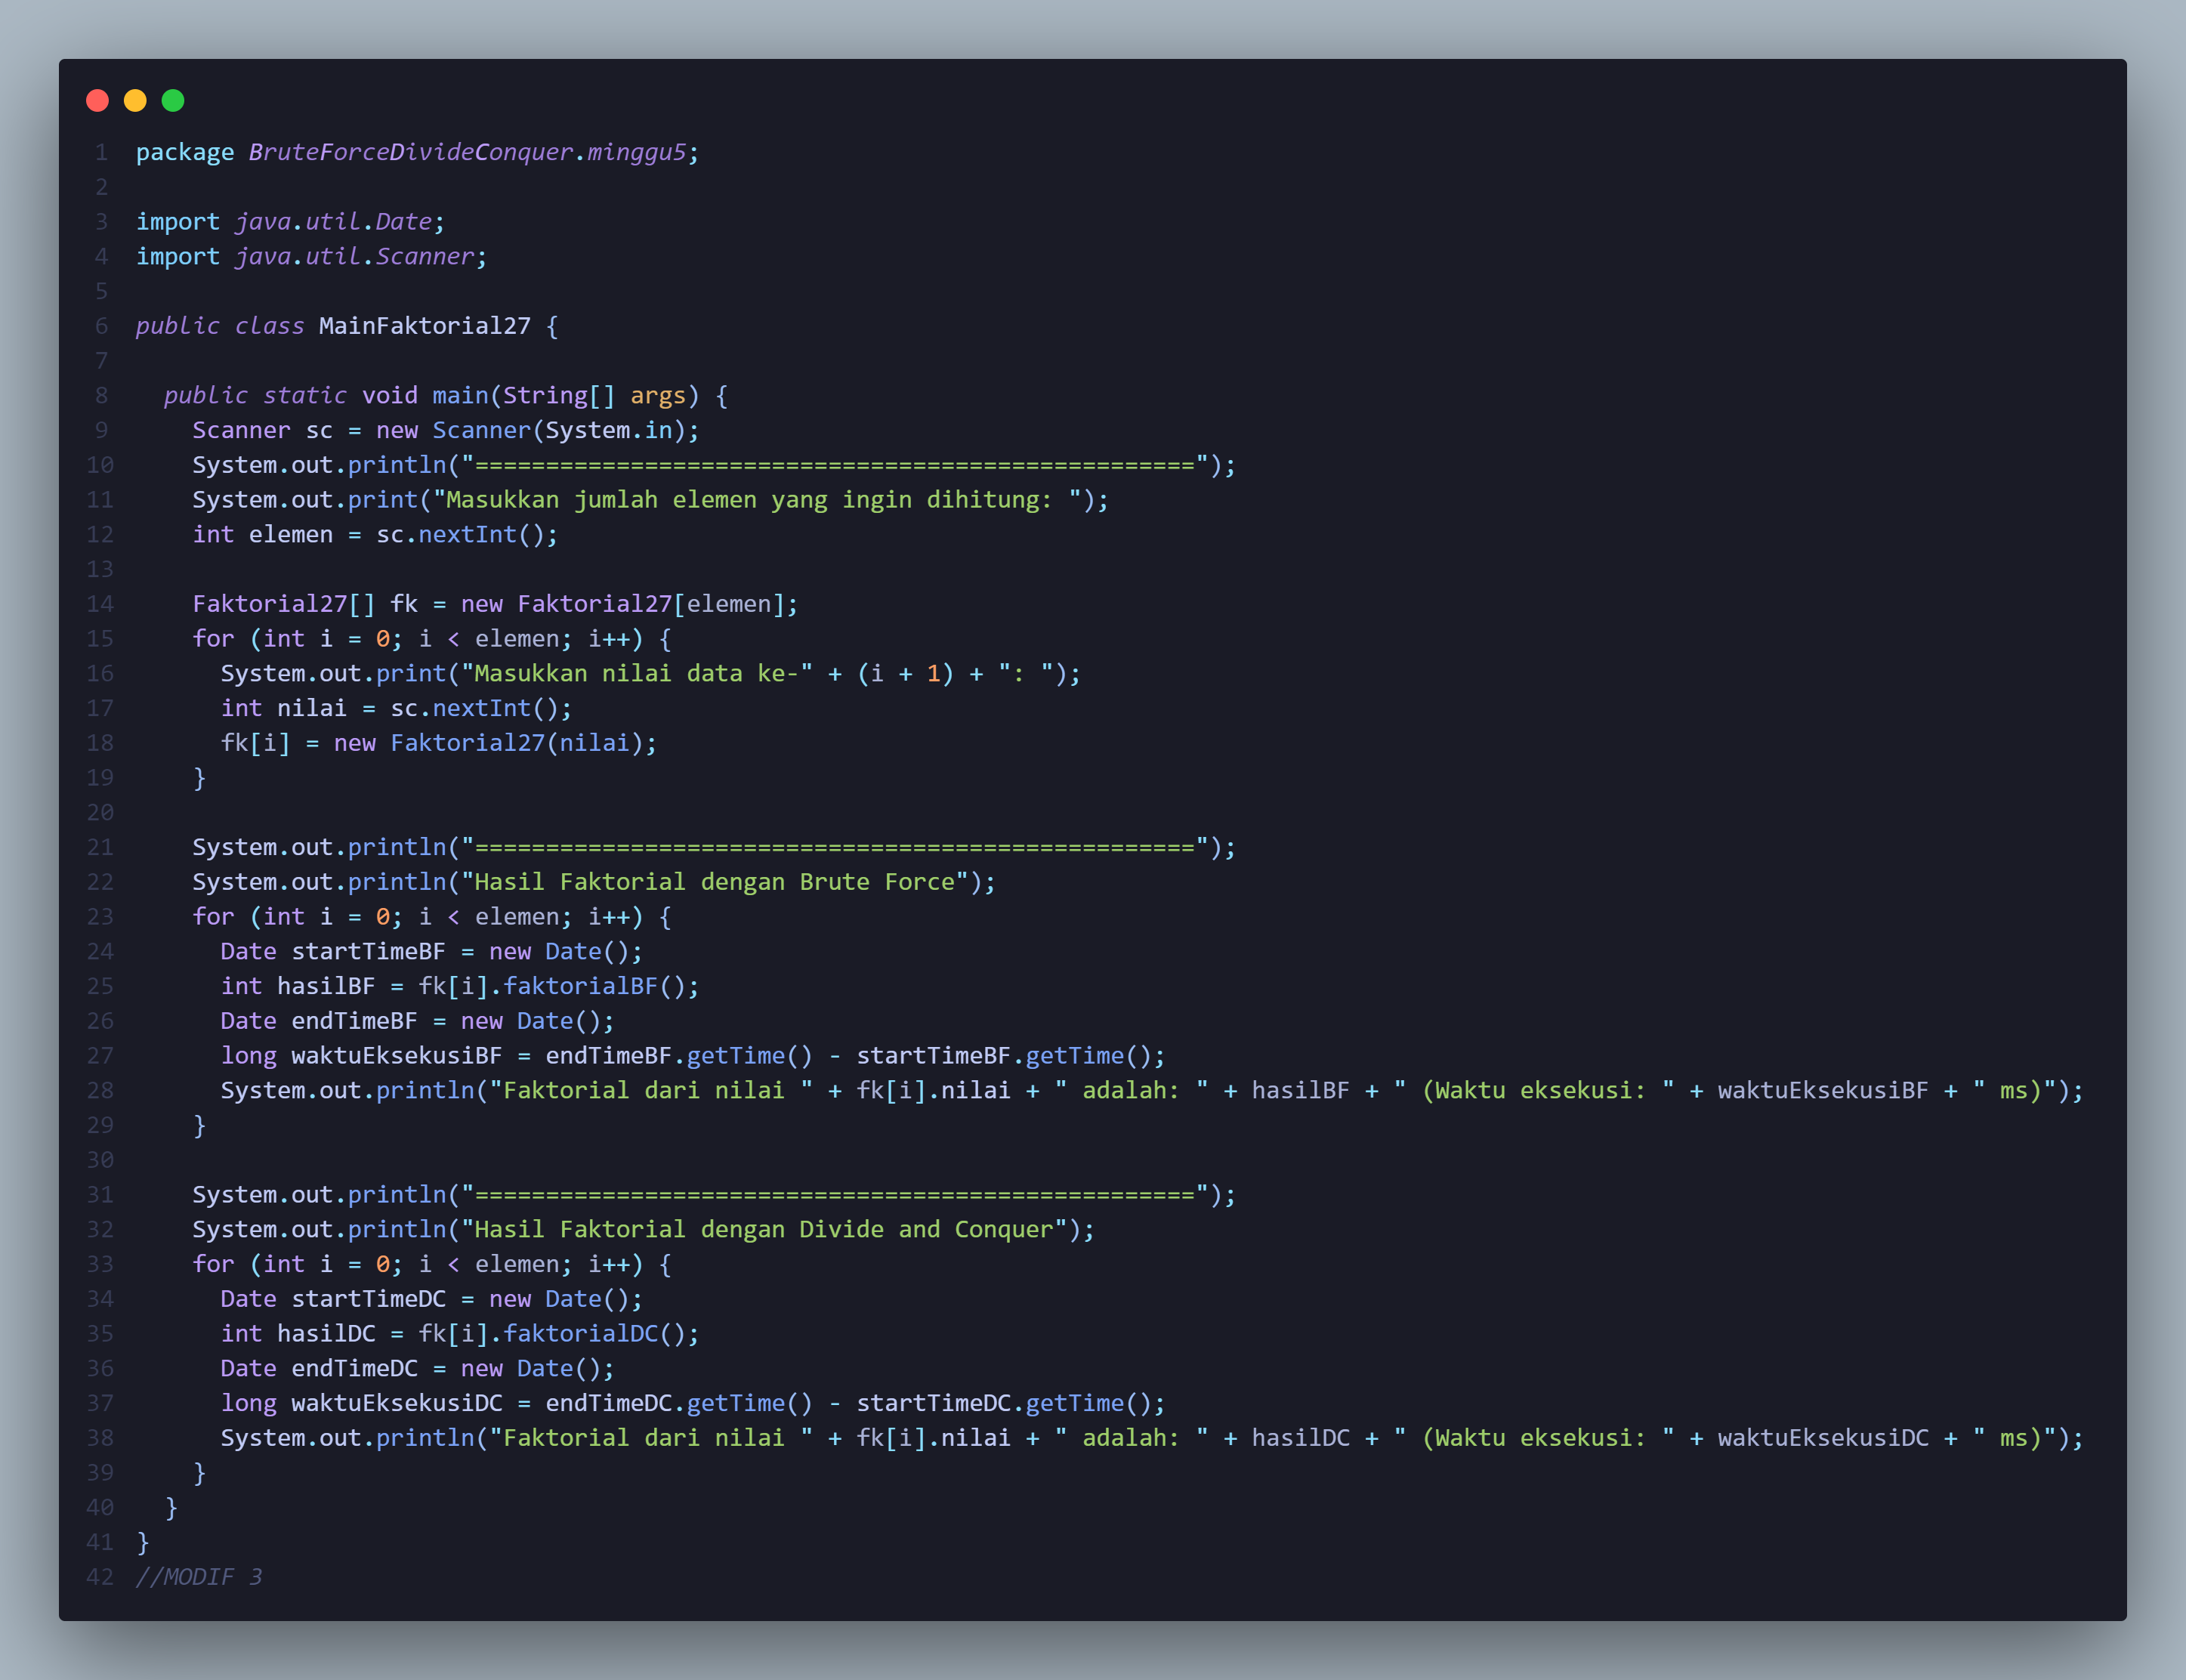 1 package BruteForceDivideConquer.minggu5;
2
3 import java.util.Date;
4 import java.util.Scanner;
5
6 public class MainFaktorial27 {
7
8   public static void main(String[] args) {
9     Scanner sc = new Scanner(System.in);
10     System.out.println("===================================================");
11     System.out.print("Masukkan jumlah elemen yang ingin dihitung: ");
12     int elemen = sc.nextInt();
13
14     Faktorial27[] fk = new Faktorial27[elemen];
15     for (int i = 0; i < elemen; i++) {
16       System.out.print("Masukkan nilai data ke-" + (i + 1) + ": ");
17       int nilai = sc.nextInt();
18       fk[i] = new Faktorial27(nilai);
19     }
20
21     System.out.println("===================================================");
22     System.out.println("Hasil Faktorial dengan Brute Force");
23     for (int i = 0; i < elemen; i++) {
24       Date startTimeBF = new Date();
25       int hasilBF = fk[i].faktorialBF();
26       Date endTimeBF = new Date();
27       long waktuEksekusiBF = endTimeBF.getTime() - startTimeBF.getTime();
28       System.out.println("Faktorial dari nilai " + fk[i].nilai + " adalah: " + hasilBF + " (Waktu eksekusi: " + waktuEksekusiBF + " ms)");
29     }
30
31     System.out.println("===================================================");
32     System.out.println("Hasil Faktorial dengan Divide and Conquer");
33     for (int i = 0; i < elemen; i++) {
34       Date startTimeDC = new Date();
35       int hasilDC = fk[i].faktorialDC();
36       Date endTimeDC = new Date();
37       long waktuEksekusiDC = endTimeDC.getTime() - startTimeDC.getTime();
38       System.out.println("Faktorial dari nilai " + fk[i].nilai + " adalah: " + hasilDC + " (Waktu eksekusi: " + waktuEksekusiDC + " ms)");
39     }
40   }
41 }
42 //MODIF 3